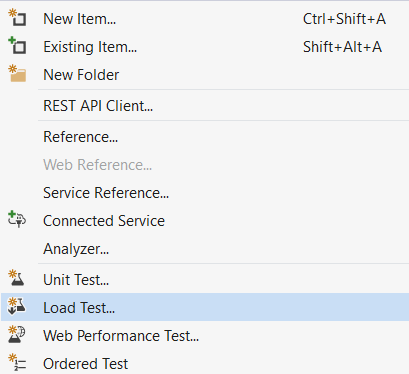 New Item... Ctrl+Shift+A
Existing Item... Shift+Alt+A
New Folder
REST API Client...
Reference...
Web Reference...
Service Reference...
Connected Service
Analyzer...
Unit Test...
Load Test...
Web Performance Test...
Ordered Test